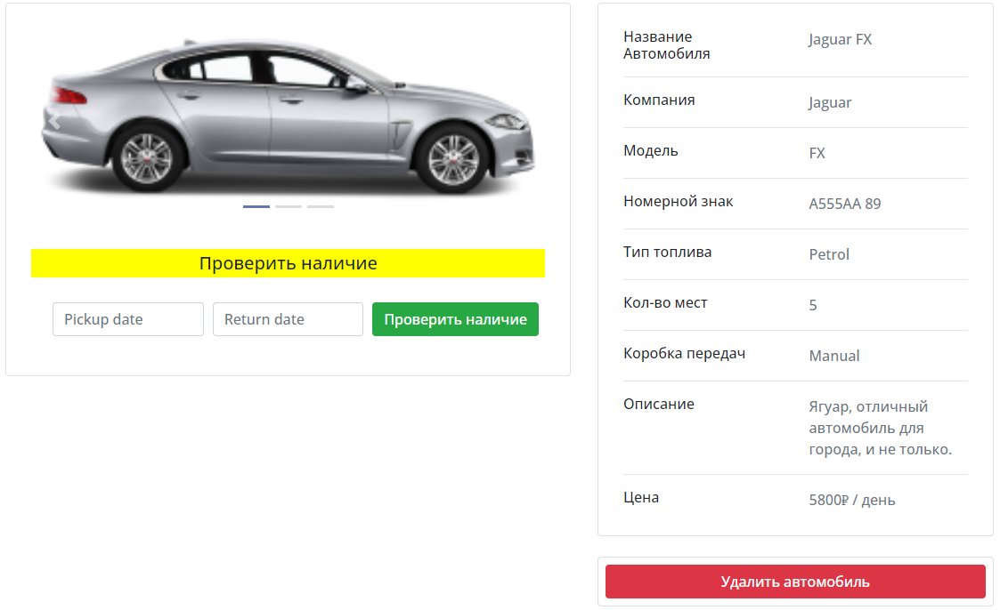 Проверить наличие
Pickup date
Return date
Проверить наличие
Название
Автомобиля
Jaguar FX
Компания
Jaguar
Модель
FX
Номерной знак
А555АА 89
Тип топлива
Petrol
Кол-во мест
5
Коробка передач
Manual
Описание
Ягуар, отличный
автомобиль для
города, и не только.
Цена
5800₽ / день
Удалить автомобиль